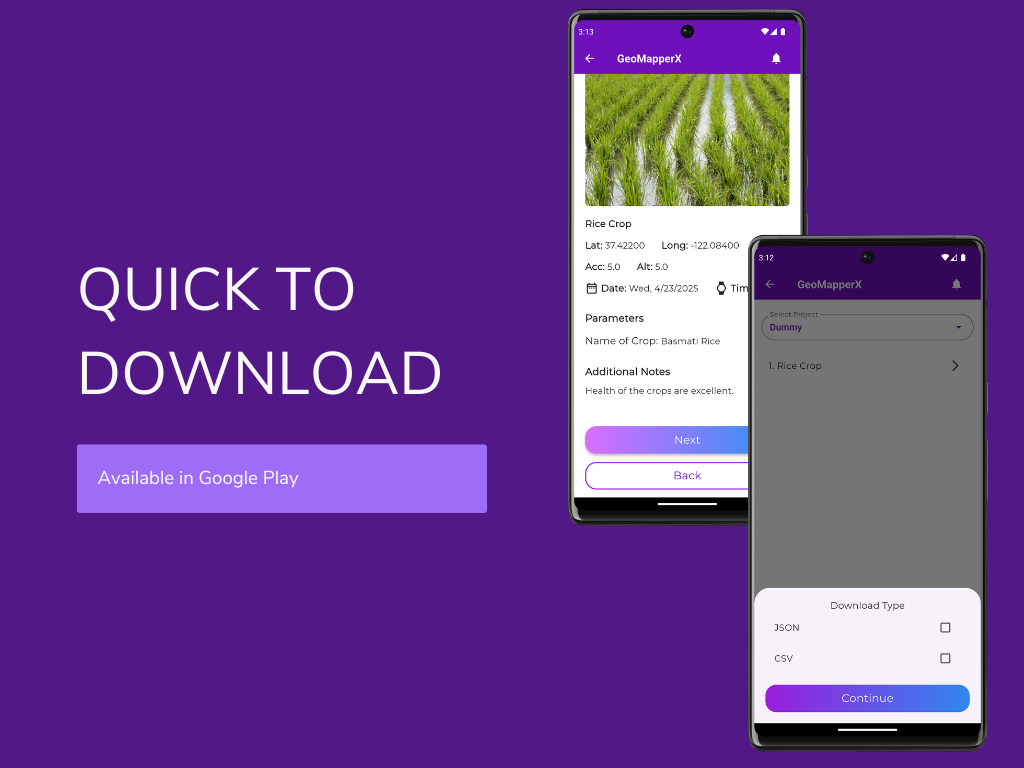 QUICK TO
DOWNLOAD
Available in Google Play
3:13
GeoMapperX
Rice Crop
Lat: 37.42200 Long: -122.08400
Acc: 5.0 Alt: 5.0
Date: Wed, 4/23/2025
Parameters
Name of Crop: Basmati Rice
Additional Notes
Health of the crops are excellent.
Next
Back
3:12
GeoMapperX
Select Project
Dummy
1. Rice Crop
Download Type
JSON
CSV
Continue